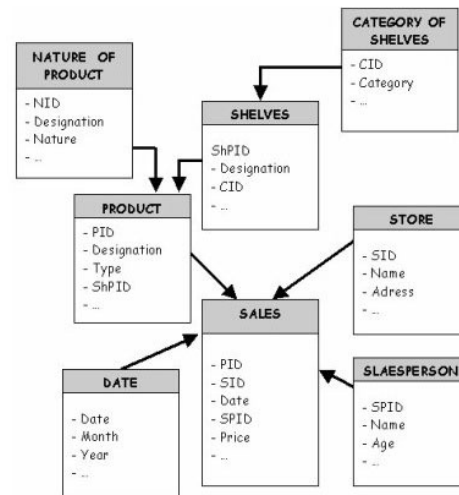 NATURE OF
PRODUCT
- NID
- Designation
- Nature
- ...
CATEGORY OF
SHELVES
- CID
- Category
- ...
SHELVES
ShPID
- Designation
- CID
- ...
PRODUCT
- PID
- Designation
- Type
- ShPID
- ...
STORE
- SID
- Name
- Adress
- ...
SALES
- PID
- SID
- Date
- SPID
- Price
- ...
DATE
- Date
- Month
- Year
- ...
SLAESPERSON
- SPID
- Name
- Age
- ...